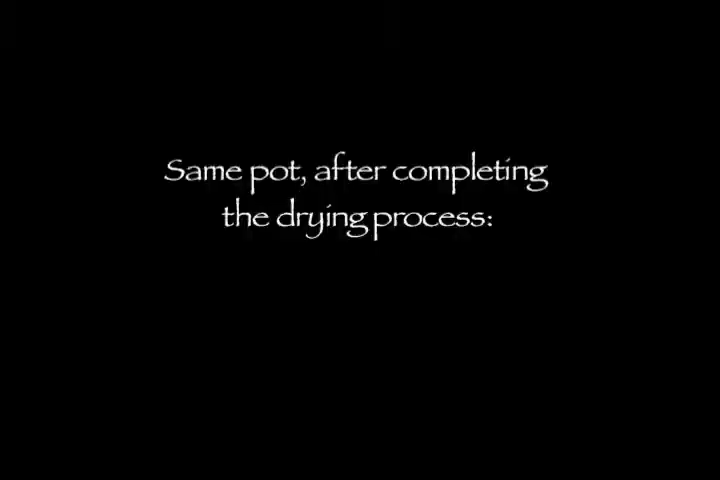 Same pot, after completing
the drying process: